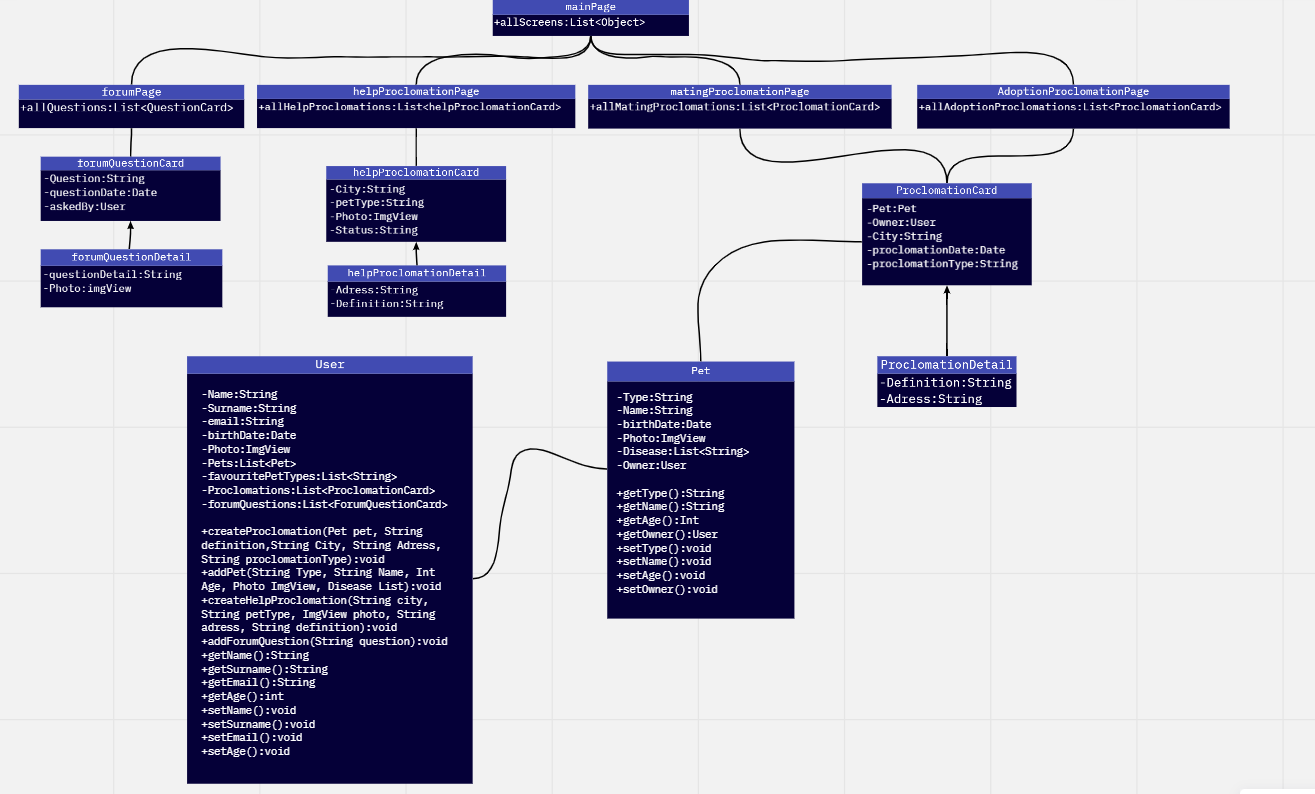 mainPage
+allScreens:List<Object>
forumPage
+allQuestions:List<QuestionCard>
helpProclomationPage
+allHelpProclomations:List<helpProclomationCard>
matingProclomationPage
+allMatingProclomations:List<ProclomationCard>
AdoptionProclomationPage
+allAdoptionProclomations:List<ProclomationCard>
forumQuestionCard
-Question:String
-questionDate:Date
-askedBy:User
helpProclomationCard
-City:String
-petType:String
-Photo:ImgView
-Status:String
ProclomationCard
-Pet:Pet
-Owner:User
-City:String
-proclomationDate:Date
-proclomationType:String
forumQuestionDetail
-questionDetail:String
-Photo:imgView
helpProclomationDetail
-Adress:String
-Definition:String
ProclomationDetail
-Definition:String
-Adress:String
User
-Name:String
-Surname:String
-email:String
-birthDate:Date
-Photo:ImgView
-Pets:List<Pet>
-favouritePetTypes:List<String>
-Proclomations:List<ProclomationCard>
-forumQuestions:List<ForumQuestionCard>
+createProclomation(Pet pet, String
definition,String City, String Adress,
String proclomationType):void
+addPet(String Type, String Name, Int
Age, Photo ImgView, Disease List):void
+createHelpProclomation(String city,
String petType, ImgView photo, String
adress, String definition):void
+addForumQuestion(String question):void
+getName():String
+getSurname():String
+getEmail():String
+getAge():int
+setName():void
+setSurname():void
+setEmail():void
+setAge():void
Pet
-Type:String
-Name:String
-birthDate:Date
-Photo:ImgView
-Disease:List<String>
-Owner:User
+getType():String
+getName():String
+getAge():Int
+getOwner():User
+setType():void
+setName():void
+setAge():void
+setOwner():void